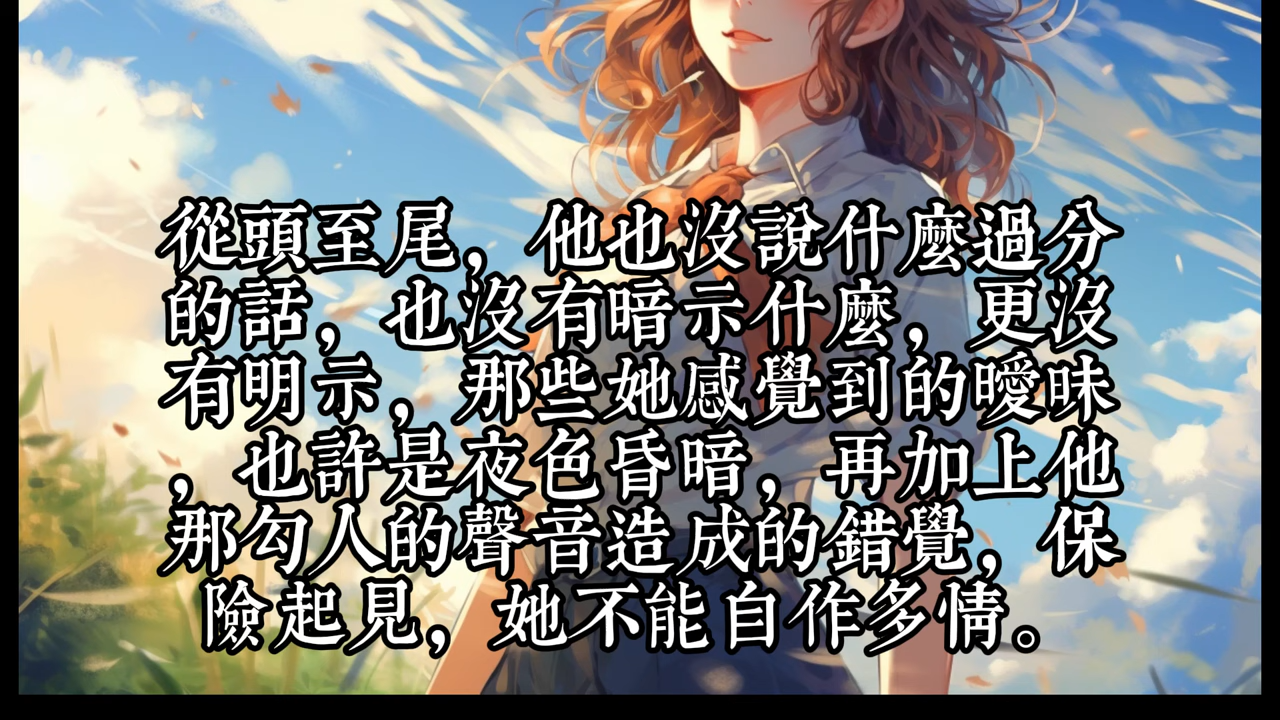 從頭至尾，他也沒說什麼過分
的話，也沒有暗示什麼，更沒
有明示，那些她感覺到的曖昧
，也許是夜色昏暗，再加上他
那勾人的聲音造成的錯覺，保
險起見，她不能自作多情。